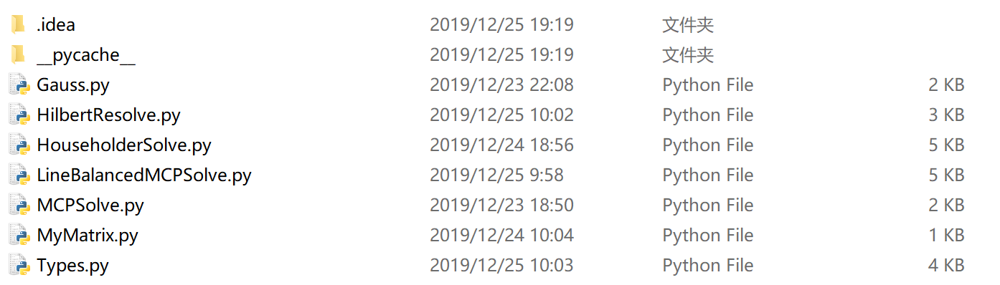 .idea 2019/12/25 19:19 文件夹
__pycache__ 2019/12/25 19:19 文件夹
Gauss.py 2019/12/23 22:08 Python File 2 KB
HilbertResolve.py 2019/12/25 10:02 Python File 3 KB
HouseholderSolve.py 2019/12/24 18:56 Python File 5 KB
LineBalancedMCPSolve.py 2019/12/25 9:58 Python File 5 KB
MCPSolve.py 2019/12/23 18:50 Python File 2 KB
MyMatrix.py 2019/12/24 10:04 Python File 1 KB
Types.py 2019/12/25 10:03 Python File 4 KB